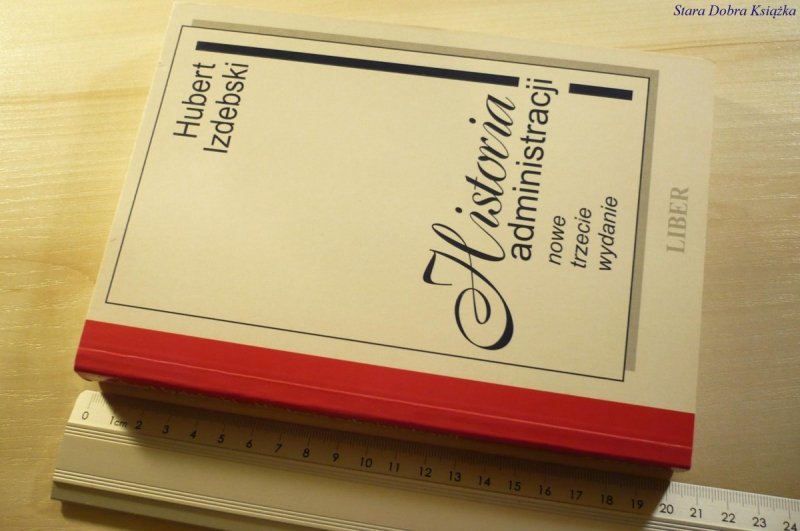 Stara Dobra Książka
Hubert
Izdebski
Historia
administracji
nowe
trzecie
wydanie
LIBER
0 1cm 2 3 4 5 6 7 8 9 10 11 12 13 14 15 16 17 18 19 20 21 22 23 24